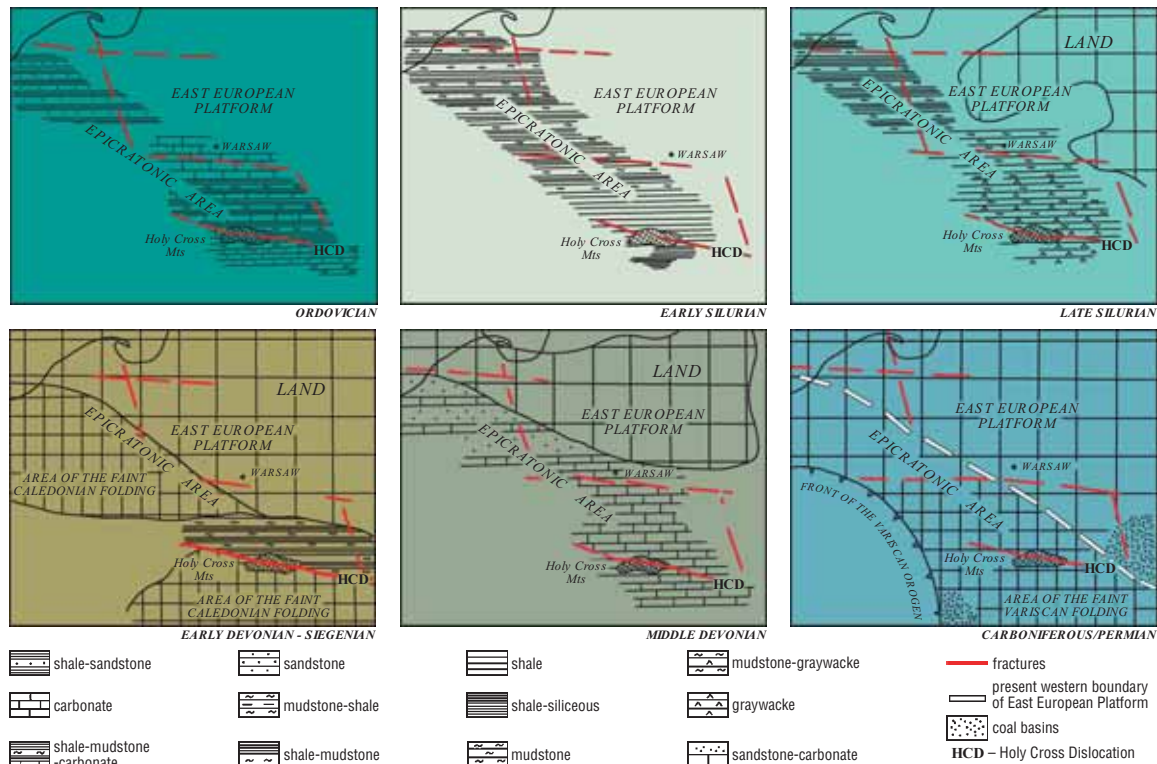 EAST EUROPEAN
PLATFORM
EPICRATONIC AREA
WARSAW
Holy Cross
Mts
HCD
ORDOVICIAN
EAST EUROPEAN
PLATFORM
EPICRATONIC AREA
WARSAW
Holy Cross
Mts
HCD
EARLY SILURIAN
LAND
EAST EUROPEAN
PLATFORM
EPICRATONIC AREA
WARSAW
Holy Cross
Mts
HCD
LATE SILURIAN
LAND
EAST EUROPEAN
PLATFORM
EPICRATONIC AREA
WARSAW
AREA OF THE FAINT
CALEDONIAN FOLDING
Holy Cross
Mts
HCD
AREA OF THE FAINT
CALEDONIAN FOLDING
EARLY DEVONIAN - SIEGENIAN
LAND
EAST EUROPEAN
PLATFORM
EPICRATONIC AREA
WARSAW
Holy Cross
Mts
HCD
MIDDLE DEVONIAN
EAST EUROPEAN
PLATFORM
EPICRATONIC AREA
WARSAW
FRONT OF THE VARISCAN OROGEN
Holy Cross
Mts
HCD
AREA OF THE FAINT
VARISCAN FOLDING
CARBONIFEROUS/PERMIAN
shale-sandstone
carbonate
shale-mudstone
-carbonate
sandstone
mudstone-shale
shale-mudstone
shale
shale-siliceous
mudstone
mudstone-graywacke
graywacke
sandstone-carbonate
fractures
present western boundary
of East European Platform
coal basins
HCD – Holy Cross Dislocation